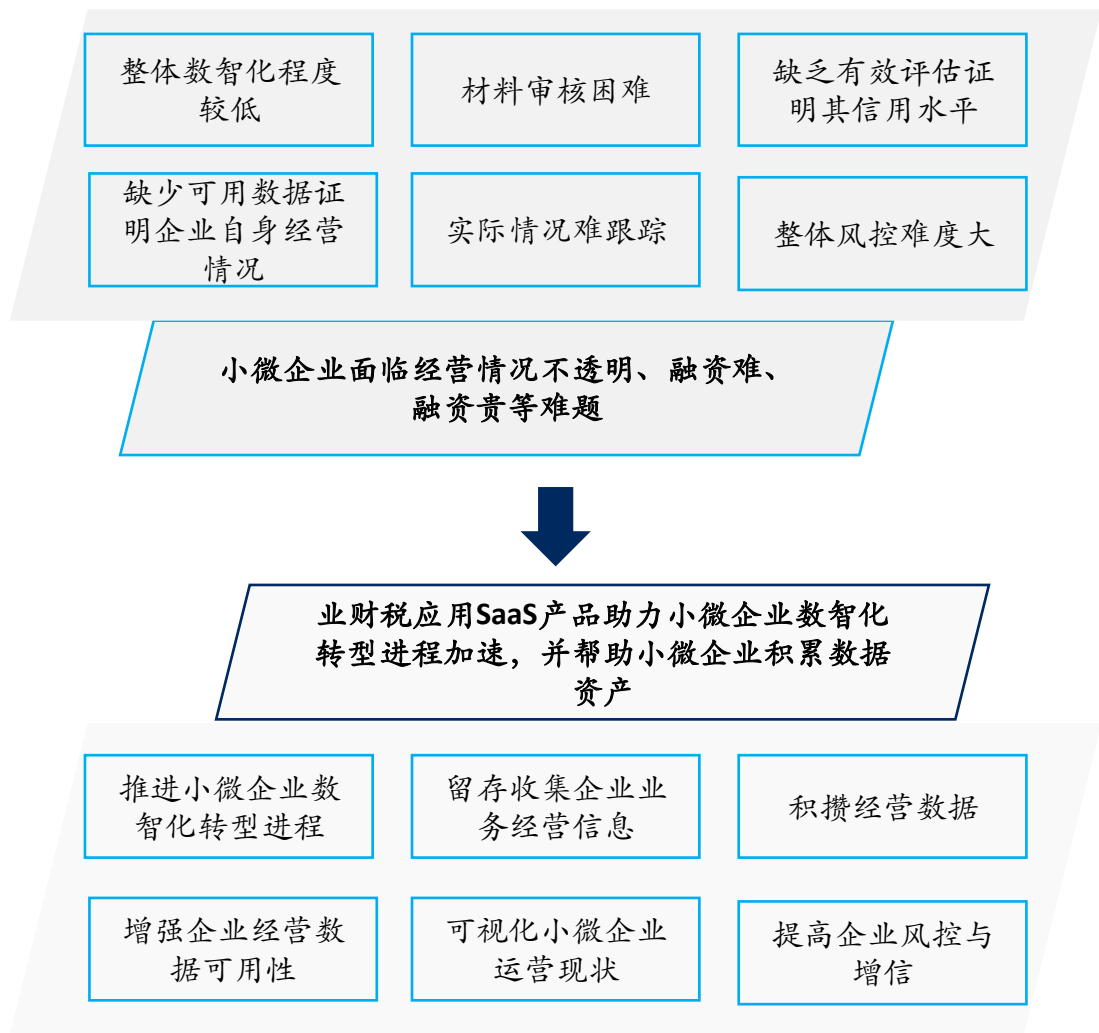 整体数智化程度
较低
材料审核困难
缺乏有效评估证
明其信用水平
缺少可用数据证
明企业自身经营
情况
实际情况难跟踪
整体风控难度大
小微企业面临经营情况不透明、融资难、
融资贵等难题
业财税应用SaaS产品助力小微企业数智化
转型进程加速，并帮助小微企业积累数据
资产
推进小微企业数
智化转型进程
留存收集企业业
务经营信息
积攒经营数据
增强企业经营数
据可用性
可视化小微企业
运营现状
提高企业风控与
增信